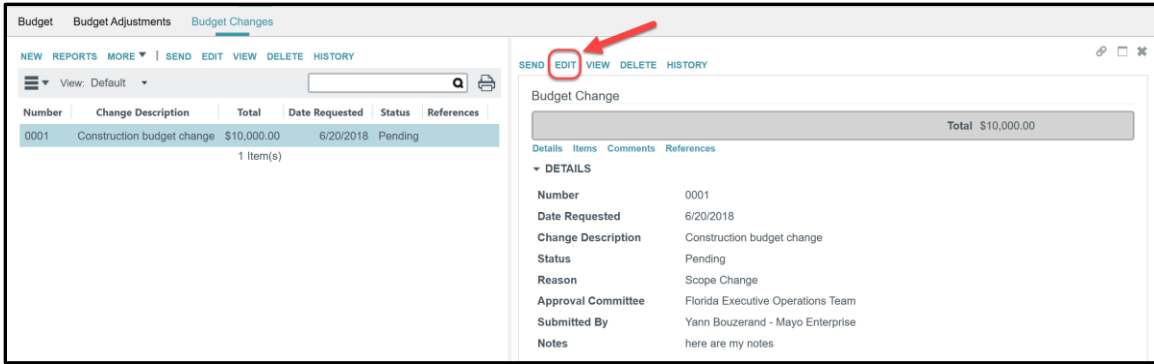 Budget Budget Adjustments Budget Changes
NEW REPORTS MORE | SEND EDIT VIEW DELETE HISTORY
View: Default
Number Change Description Total Date Requested Status References
0001 Construction budget change $10,000.00 6/20/2018 Pending
1 Item(s)
SEND EDIT VIEW DELETE HISTORY
Budget Change
Total $10,000.00
Details Items Comments References
DETAILS
Number 0001
Date Requested 6/20/2018
Change Description Construction budget change
Status Pending
Reason Scope Change
Approval Committee Florida Executive Operations Team
Submitted By Yann Bouzerand - Mayo Enterprise
Notes here are my notes